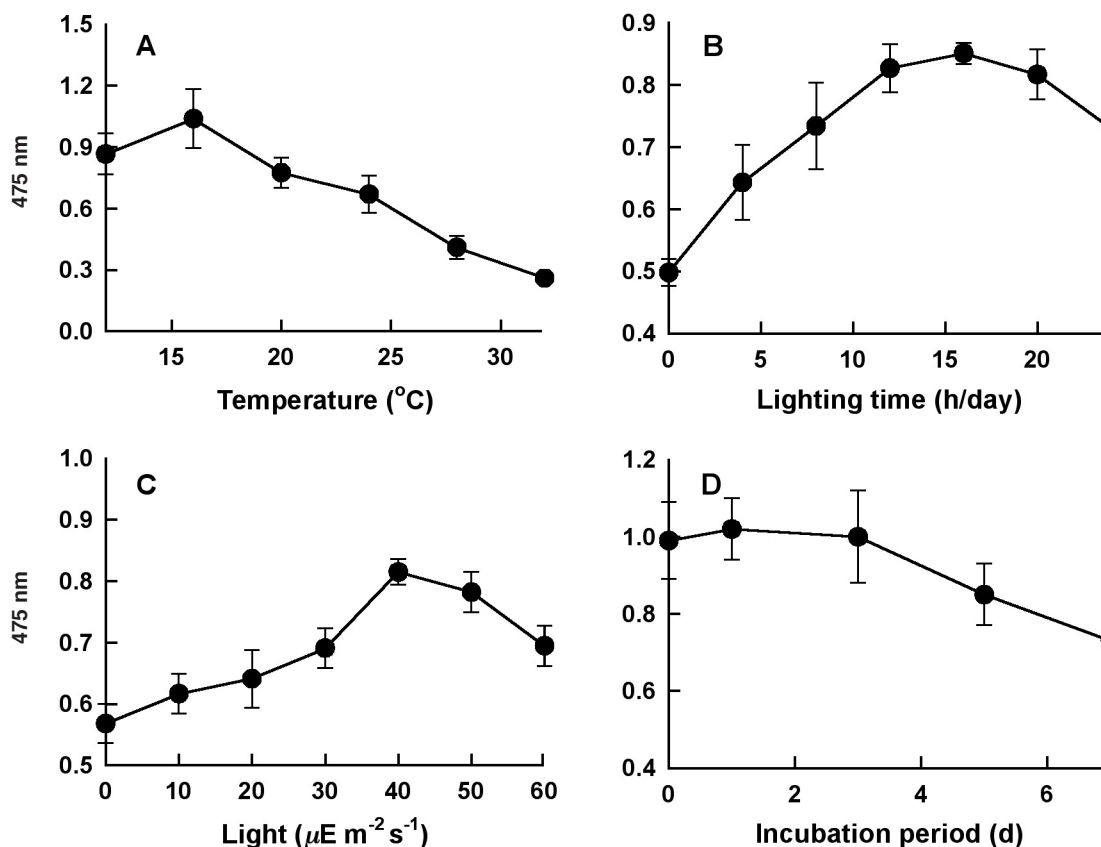 A
1.5
1.2
0.9
0.6
0.3
0.0
475 nm
15 20 25 30
Temperature (°C)
B
0.9
0.8
0.7
0.6
0.5
0.4
0 5 10 15 20
Lighting time (h/day)
C
1.0
0.9
0.8
0.7
0.6
0.5
475 nm
0 10 20 30 40 50 60
Light (μE m⁻² s⁻¹)
D
1.2
1.0
0.8
0.6
0.4
0 2 4 6
Incubation period (d)